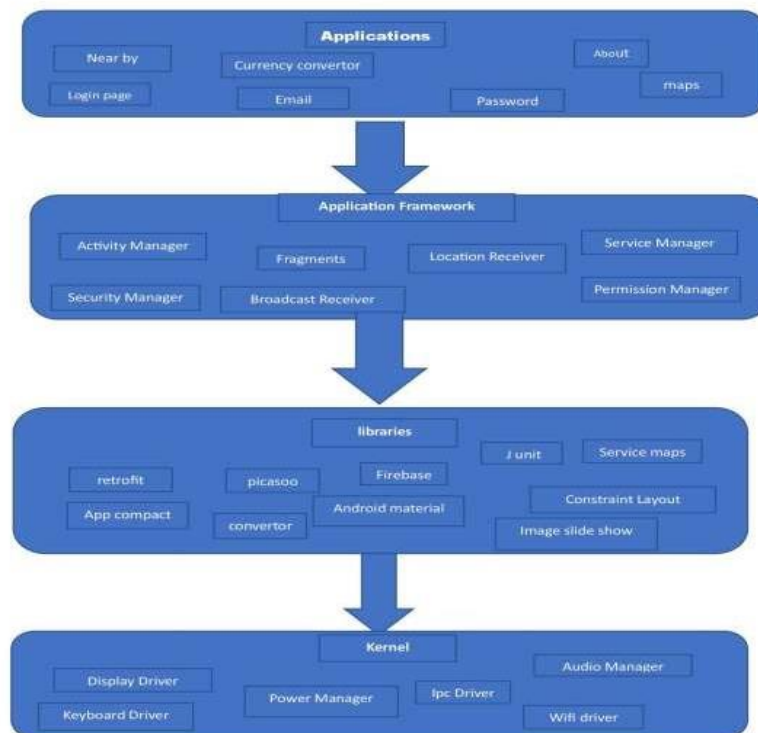 Applications
Near by
Currency convertor
About
maps
Login page
Email
Password
Application Framework
Activity Manager
Fragments
Location Receiver
Service Manager
Security Manager
Broadcast Receiver
Permission Manager
libraries
J unit
Service maps
retrofit
picasoo
Firebase
Constraint Layout
App compact
convertor
Android material
Image slide show
Kernel
Audio Manager
Display Driver
Power Manager
Ipc Driver
Keyboard Driver
Wifi driver